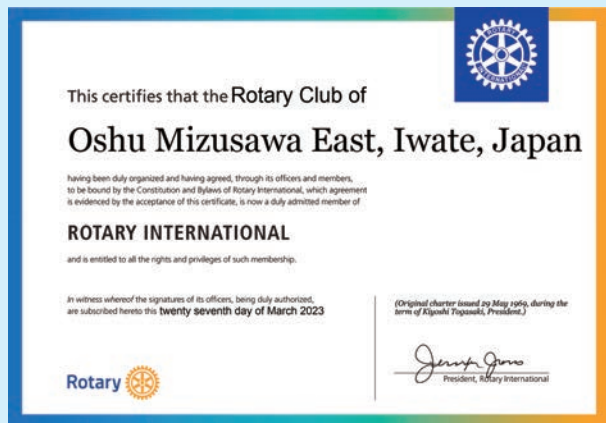 ROTARY
INTERNATIONAL
This certifies that the Rotary Club of
Oshu Mizusawa East, Iwate, Japan
having been duly organized and having agreed, through its officers and members,
to be bound by the Constitution and Bylaws of Rotary International, which agreement
is evidenced by the acceptance of this certificate, is now a duly admitted member of
ROTARY INTERNATIONAL
and is entitled to all the rights and privileges of such membership.
In witness whereof the signatures of its officers, being duly authorized,
are subscribed hereto this twenty seventh day of March 2023
(Original charter issued 29 May 1969, during the
term of Kiyoshi Togasaki, President.)
President, Rotary International
Rotary